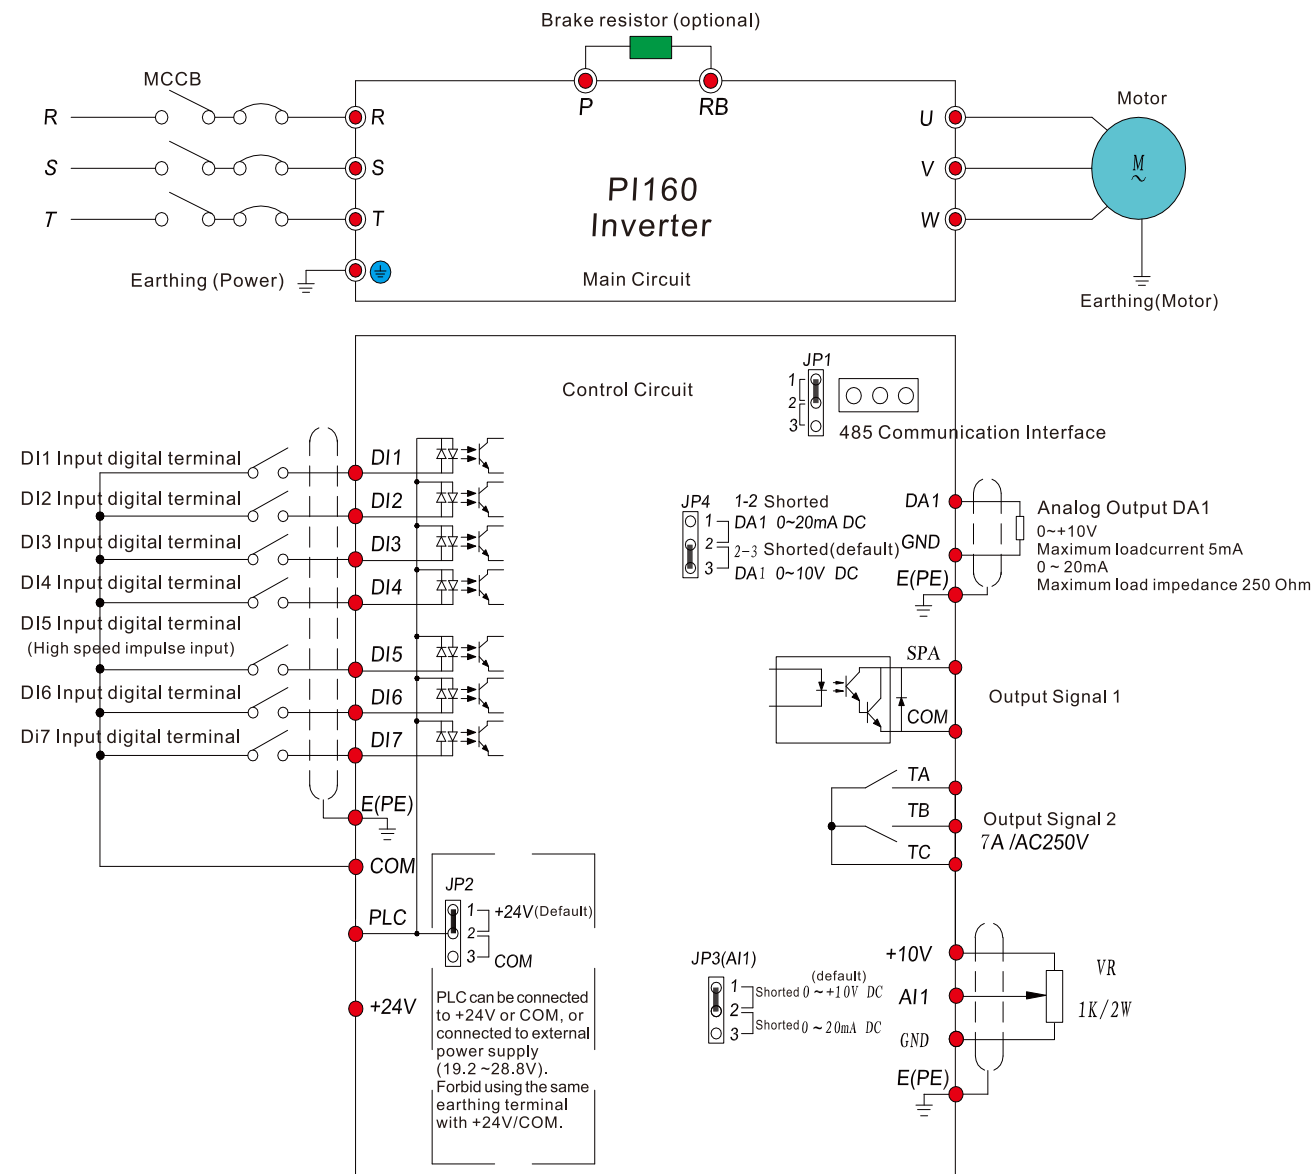 Brake resistor (optional)
MCCB
P
RB
Motor
R
R
U
S
S
V
M
~
T
T
W
PI160
Inverter
Earthing (Power)
Main Circuit
Earthing(Motor)
Control Circuit
JP1
1
2
3
485 Communication Interface
DI1 Input digital terminal
DI1
DI2 Input digital terminal
DI2
DI3 Input digital terminal
DI3
DI4 Input digital terminal
DI4
DI5 Input digital terminal
(High speed impulse input)
DI5
DI6 Input digital terminal
DI6
Di7 Input digital terminal
DI7
E(PE)
COM
PLC
+24V
JP2
1
+24V(Default)
2
3
COM
PLC can be connected
to +24V or COM, or
connected to external
power supply
(19.2 ~28.8V).
Forbid using the same
earthing terminal
with +24V/COM.
JP4
1-2 Shorted
1
DA1 0~20mA DC
2
2-3 Shorted(default)
3
DA1 0~10V DC
DA1
GND
E(PE)
Analog Output DA1
0~+10V
Maximum loadcurrent 5mA
0 ~ 20mA
Maximum load impedance 250 Ohm
SPA
COM
Output Signal 1
TA
TB
TC
Output Signal 2
7A /AC250V
JP3(AI1)
(default)
1
Shorted 0 ~+10V DC
2
3
Shorted 0 ~ 20mA DC
+10V
AI1
GND
E(PE)
VR
1K/2W